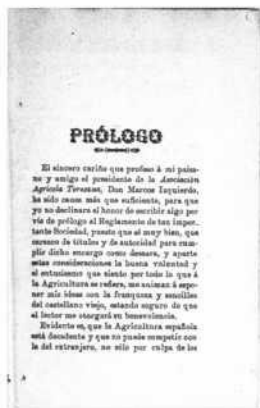 PRÓLOGO
El sincero cariño que profeso á mi paisa-
no y amigo el presidente de la Asociación
Agrícola Toresana, Don Marcos Izquierdo,
ha sido causa más que suficiente, para que
yo no declinara el honor de escribir algo por
vía de prólogo al Reglamento de tan impor-
tante Sociedad, puesto que sé muy bien, que
carezco de títulos y de autoridad para cum-
plir dicho encargo como deseara, y aparte
estas consideraciones la buena voluntad y
el entusiasmo que siento por todo lo que á
la Agricultura se refiere, me animan á expo-
ner mis ideas con la franqueza y sencillez
del castellano viejo, estando seguro de que
el lector me otorgará su benevolencia.
Evidente es, que la Agricultura española
está decadente y que no puede competir con
la del extranjero, no sólo por culpa de los